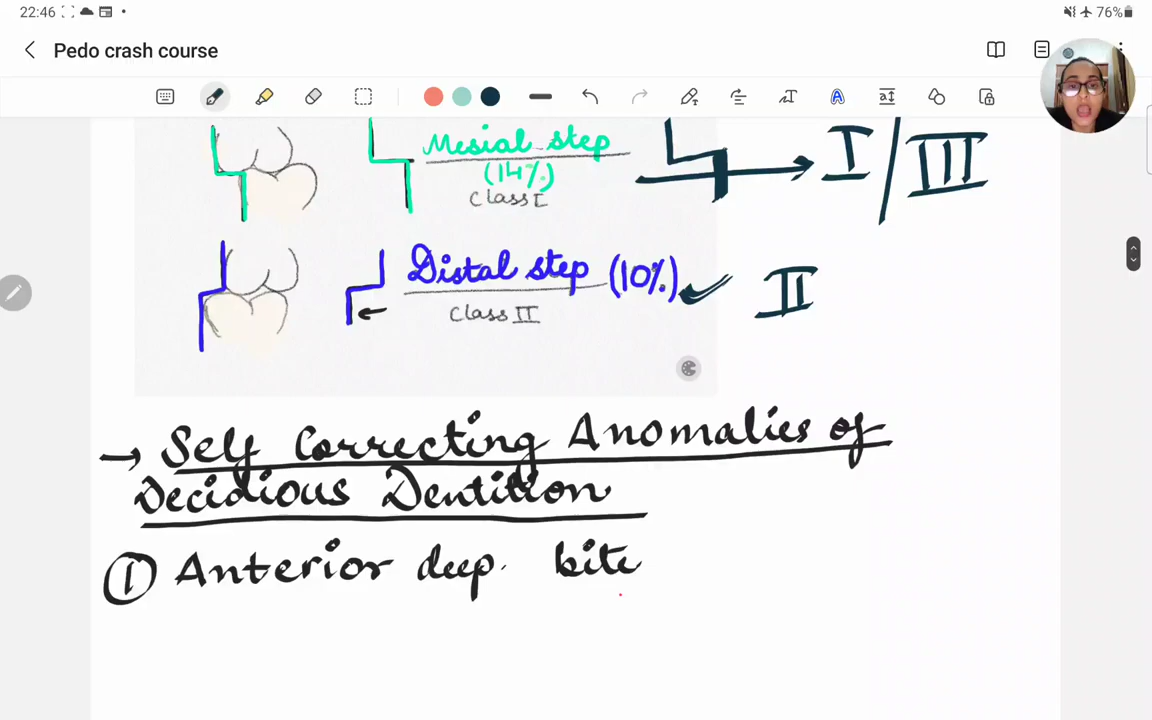 22:46
76%
Pedo crash course
Mesial step
(14%)
Class I
I/III
Distal step (10%)
Class II
II
→ Self Correcting Anomalies of
Decidious Dentition
① Anterior deep. bite